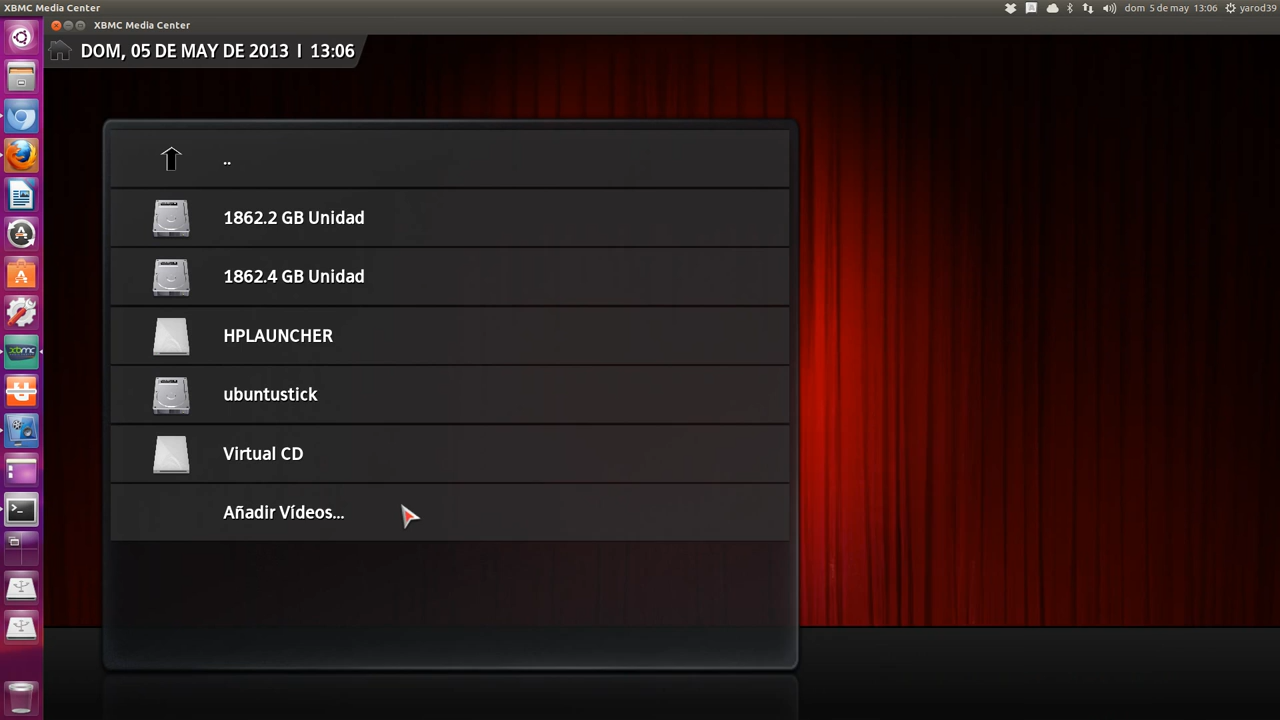 XBMC Media Center
dom 5 de may 13:06 yarod39
XBMC Media Center
DOM, 05 DE MAY DE 2013 | 13:06
..
1862.2 GB Unidad
1862.4 GB Unidad
HPLAUNCHER
ubuntustick
Virtual CD
Añadir Vídeos...
xbmc